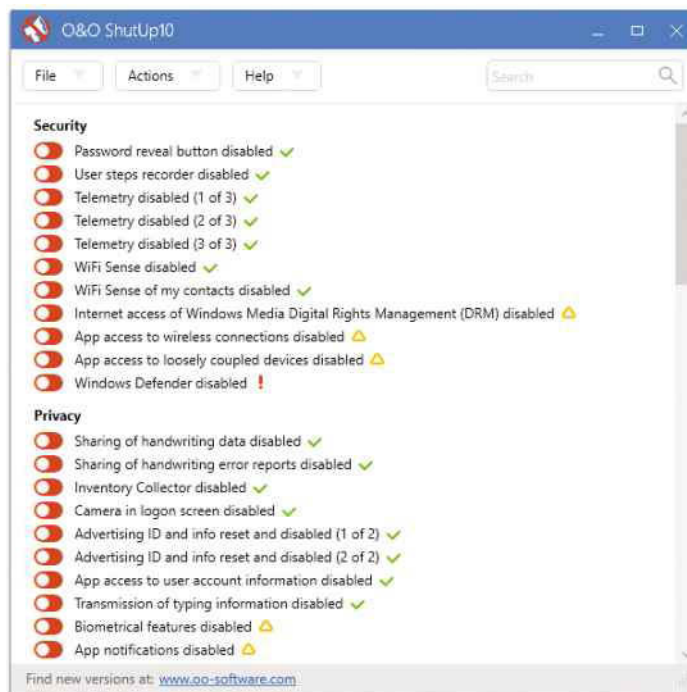 O&O ShutUp10
File Actions Help Search
Security
Password reveal button disabled
User steps recorder disabled
Telemetry disabled (1 of 3)
Telemetry disabled (2 of 3)
Telemetry disabled (3 of 3)
WiFi Sense disabled
WiFi Sense of my contacts disabled
Internet access of Windows Media Digital Rights Management (DRM) disabled
App access to wireless connections disabled
App access to loosely coupled devices disabled
Windows Defender disabled
Privacy
Sharing of handwriting data disabled
Sharing of handwriting error reports disabled
Inventory Collector disabled
Camera in logon screen disabled
Advertising ID and info reset and disabled (1 of 2)
Advertising ID and info reset and disabled (2 of 2)
App access to user account information disabled
Transmission of typing information disabled
Biometrical features disabled
App notifications disabled
Find new versions at: www.oo-software.com